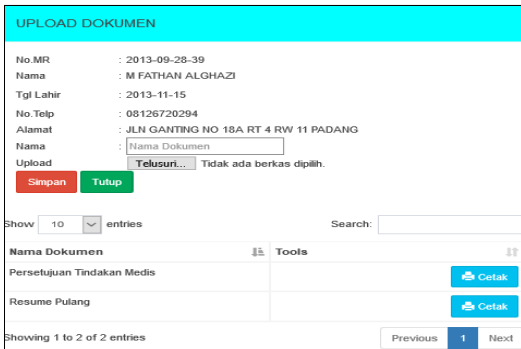 UPLOAD DOKUMEN
No.MR : 2013-09-28-39
Nama : M FATHAN ALGHAZI
Tgl Lahir : 2013-11-15
No.Telp : 08126720294
Alamat : JLN GANTING NO 18A RT 4 RW 11 PADANG
Nama : Nama Dokumen
Upload Telusuri... Tidak ada berkas dipilih.
Simpan Tutup
Show 10 entries Search:
Nama Dokumen Tools
Persetujuan Tindakan Medis Cetak
Resume Pulang Cetak
Showing 1 to 2 of 2 entries Previous 1 Next